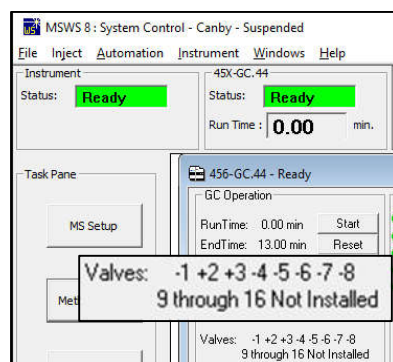 MSWS 8 : System Control - Canby - Suspended
File Inject Automation Instrument Windows Help
Instrument
Status: Ready
45X-GC.44
Status: Ready
Run Time : 0.00 min.
Task Pane
MS Setup
456-GC.44 - Ready
GC Operation
RunTime: 0.00 min Start
EndTime: 13.00 min Reset
Valves: -1 +2 +3 -4 -5 -6 -7 -8
9 through 16 Not Installed
Valves: -1 +2 +3 -4 -5 -6 -7 -8
9 through 16 Not Installed